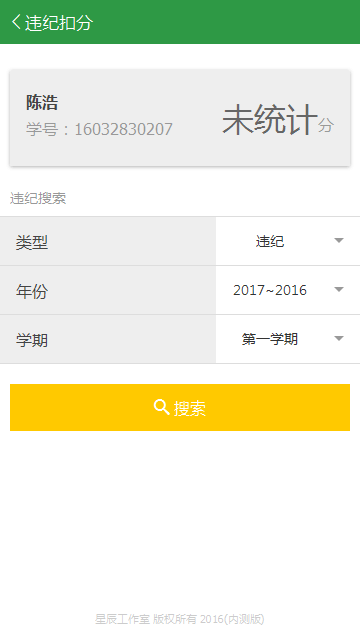 违纪扣分
陈浩
学号：16032830207
未统计分
违纪搜索
类型 违纪
年份 2017~2016
学期 第一学期
搜索
星辰工作室 版权所有 2016(内测版)